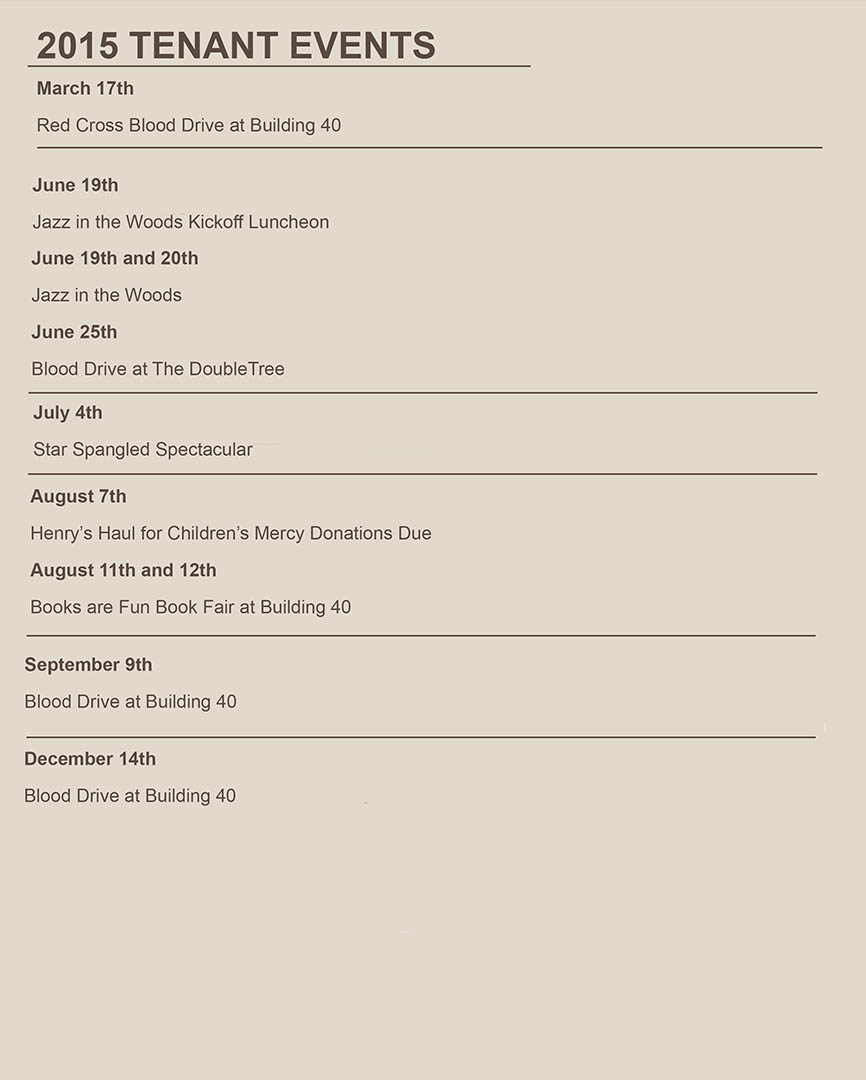 2015 TENANT EVENTS
March 17th
Red Cross Blood Drive at Building 40
June 19th
Jazz in the Woods Kickoff Luncheon
June 19th and 20th
Jazz in the Woods
June 25th
Blood Drive at The DoubleTree
July 4th
Star Spangled Spectacular
August 7th
Henry’s Haul for Children’s Mercy Donations Due
August 11th and 12th
Books are Fun Book Fair at Building 40
September 9th
Blood Drive at Building 40
December 14th
Blood Drive at Building 40